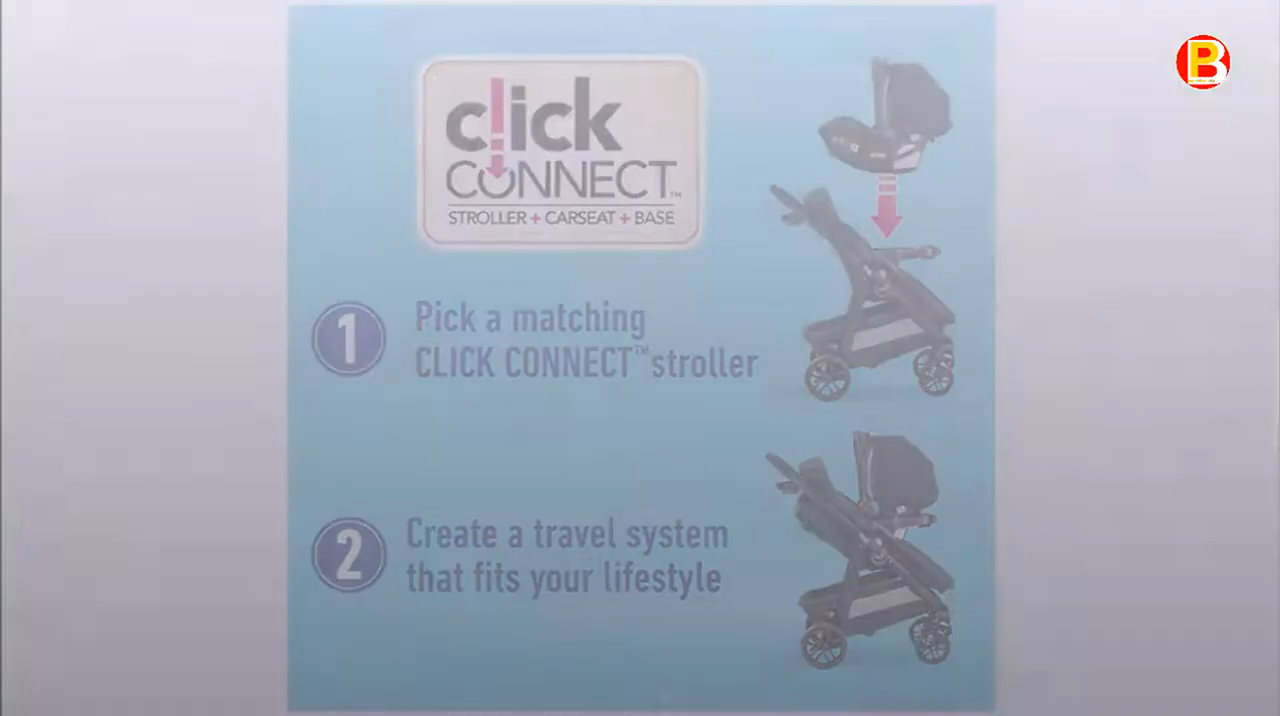 click
CONNECT™
STROLLER + CARSEAT + BASE
1
Pick a matching
CLICK CONNECT™ stroller
2
Create a travel system
that fits your lifestyle
B